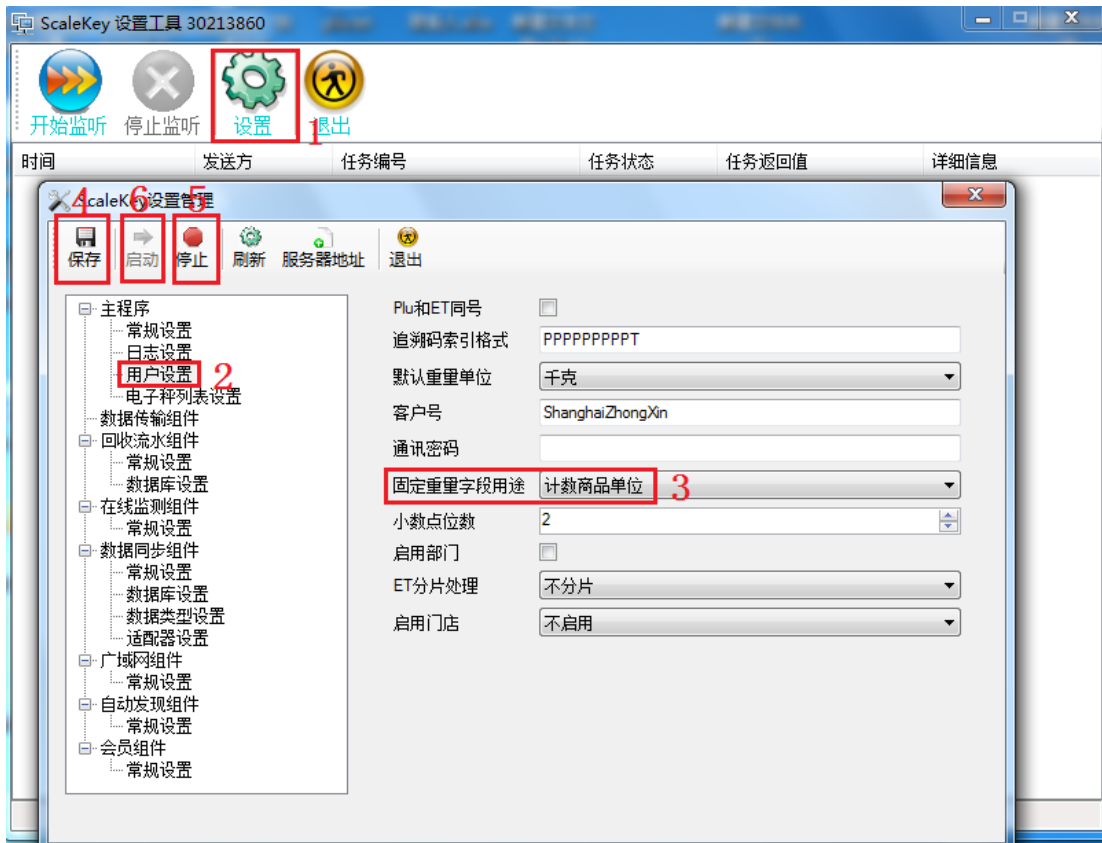 ScaleKey 设置工具 30213860
开始监听 停止监听 设置 退出
1
时间 发送方 任务编号 任务状态 任务返回值 详细信息
ScaleKey设置管理
4 6 5
保存 启动 停止 刷新 服务器地址 退出
主程序
常规设置
日志设置
用户设置 2
电子秤列表设置
数据传输组件
回收流水组件
常规设置
数据库设置
在线监测组件
常规设置
数据同步组件
常规设置
数据库设置
数据类型设置
适配器设置
广域网组件
常规设置
自动发现组件
常规设置
会员组件
常规设置
Plu和ET同号
追溯码索引格式 PPPPPPPPPT
默认重量单位 千克
客户号 ShanghaiZhongXin
通讯密码
固定重量字段用途 计数商品单位 3
小数点位数 2
启用部门
ET分片处理 不分片
启用门店 不启用